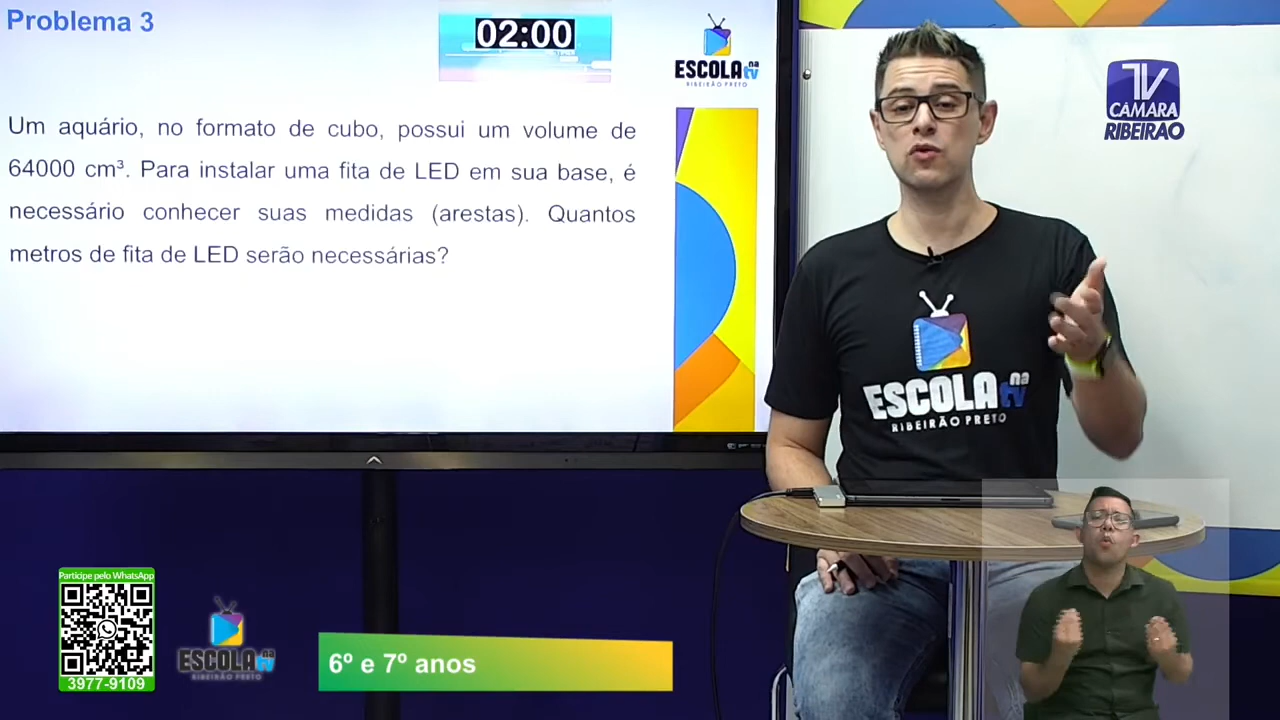 Problema 3
02:00
ESCOLA na tv
RIBEIRÃO PRETO
Um aquário, no formato de cubo, possui um volume de
64000 cm³. Para instalar uma fita de LED em sua base, é
necessário conhecer suas medidas (arestas). Quantos
metros de fita de LED serão necessárias?
TV
CÂMARA
RIBEIRAO
ESCOLA na tv
RIBEIRÃO PRETO
Participe pelo WhatsApp
3977-9109
ESCOLA na tv
RIBEIRÃO PRETO
6º e 7º anos